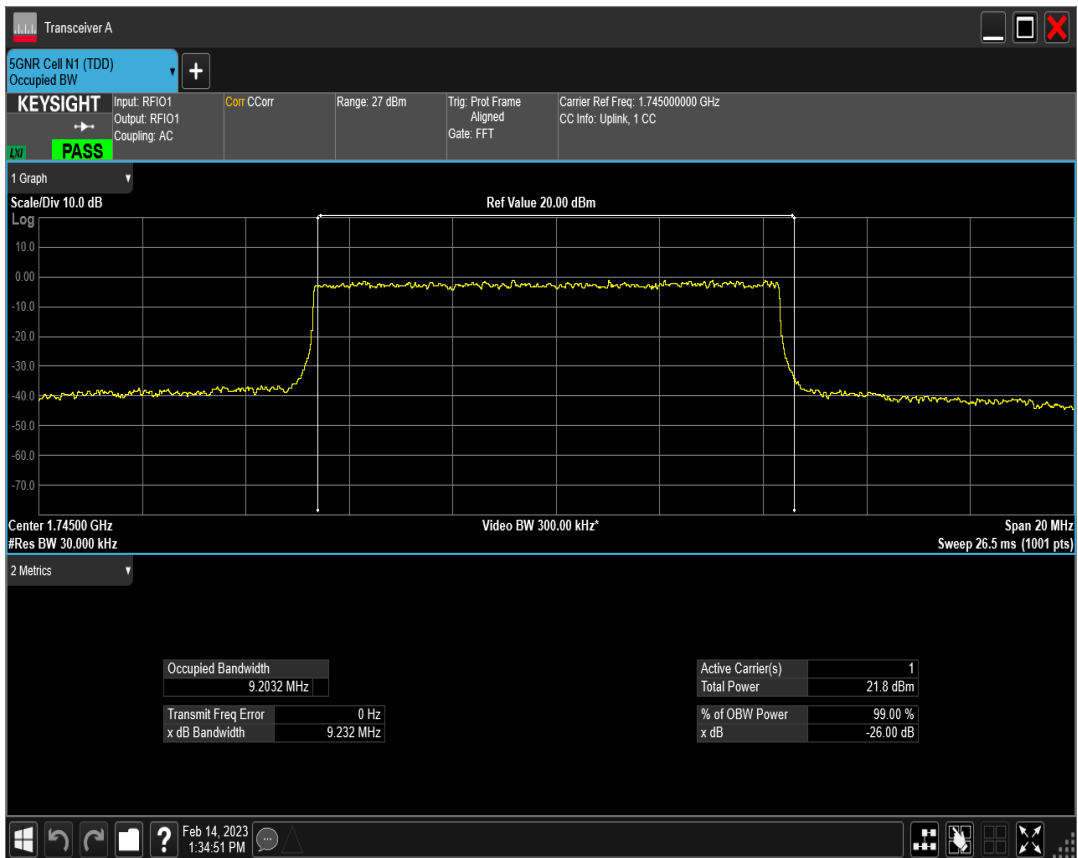 Transceiver A
5GNR Cell N1 (TDD)
Occupied BW
+
KEYSIGHT
LXI
PASS
Input: RFIO1
Output: RFIO1
Coupling: AC
Corr CCorr
Range: 27 dBm
Trig: Prot Frame
Aligned
Gate: FFT
Carrier Ref Freq: 1.745000000 GHz
CC Info: Uplink, 1 CC
1 Graph
Scale/Div 10.0 dB
Ref Value 20.00 dBm
Log
10.0
0.00
-10.0
-20.0
-30.0
-40.0
-50.0
-60.0
-70.0
Center 1.74500 GHz
Video BW 300.00 kHz*
Span 20 MHz
#Res BW 30.000 kHz
Sweep 26.5 ms (1001 pts)
2 Metrics
Occupied Bandwidth
9.2032 MHz
Transmit Freq Error 0 Hz
x dB Bandwidth 9.232 MHz
Active Carrier(s) 1
Total Power 21.8 dBm
% of OBW Power 99.00 %
x dB -26.00 dB
?
Feb 14, 2023
1:34:51 PM